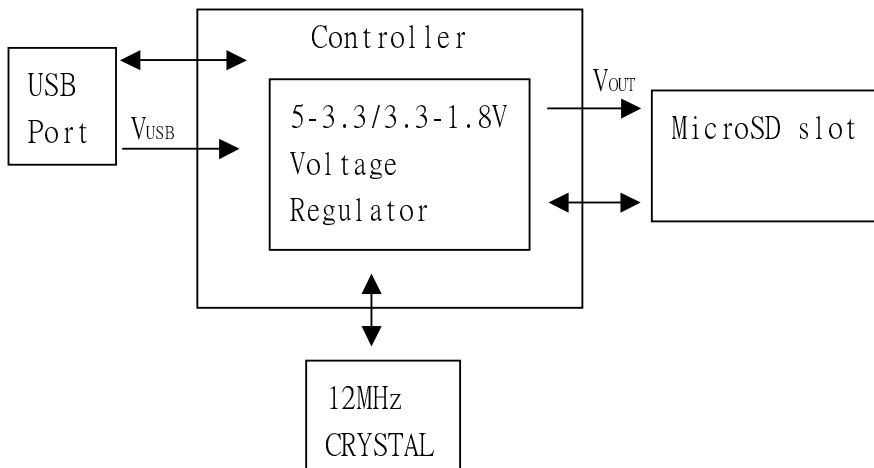 Controller
USB
Port
VUSB
5-3.3/3.3-1.8V
Voltage
Regulator
VOUT
MicroSD slot
12MHz
CRYSTAL